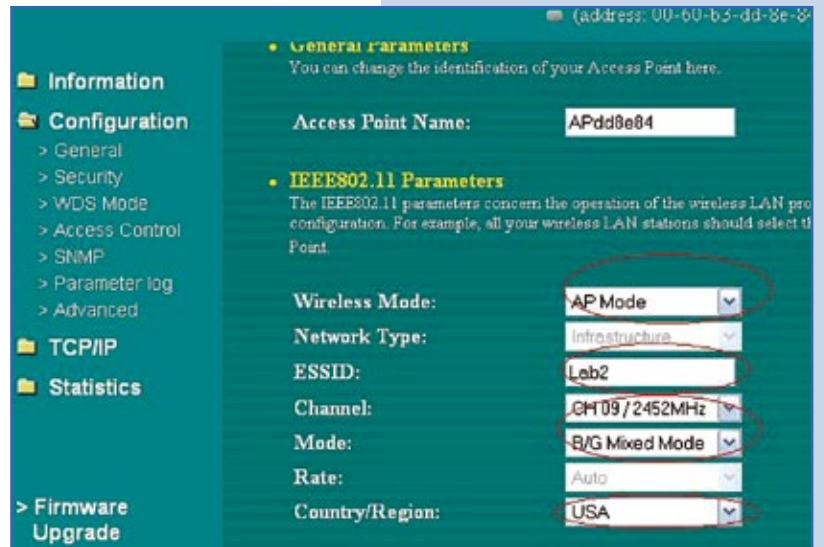 (address: 00-60-b3-dd-8e-84
General Parameters
You can change the identification of your Access Point here.
Access Point Name: APdd8e84
IEEE802.11 Parameters
The IEEE802.11 parameters concern the operation of the wireless LAN pro
configuration. For example, all your wireless LAN stations should select th
Point.
Wireless Mode: AP Mode
Network Type: Infrastructure
ESSID: Lab2
Channel: CH 09 / 2452MHz
Mode: B/G Mixed Mode
Rate: Auto
Country/Region: USA
Information
Configuration
> General
> Security
> WDS Mode
> Access Control
> SNMP
> Parameter log
> Advanced
TCP/IP
Statistics
> Firmware
Upgrade